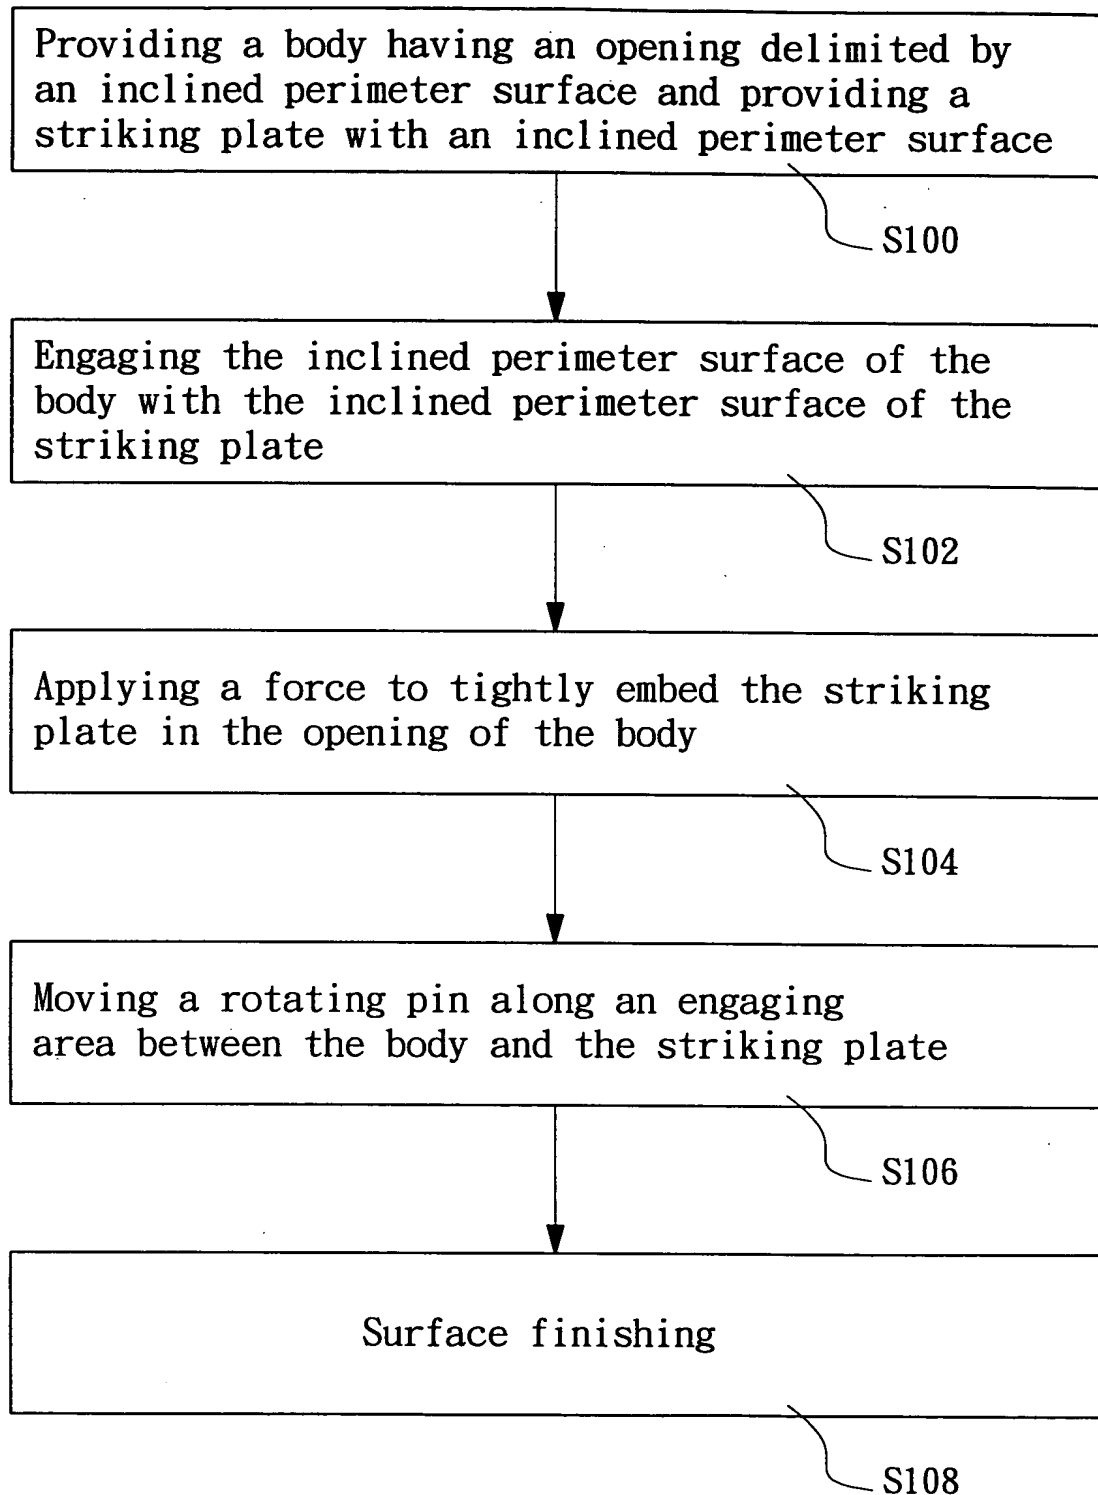 Providing a body having an opening delimited by
an inclined perimeter surface and providing a
striking plate with an inclined perimeter surface
S100
Engaging the inclined perimeter surface of the
body with the inclined perimeter surface of the
striking plate
S102
Applying a force to tightly embed the striking
plate in the opening of the body
S104
Moving a rotating pin along an engaging
area between the body and the striking plate
S106
Surface finishing
S108